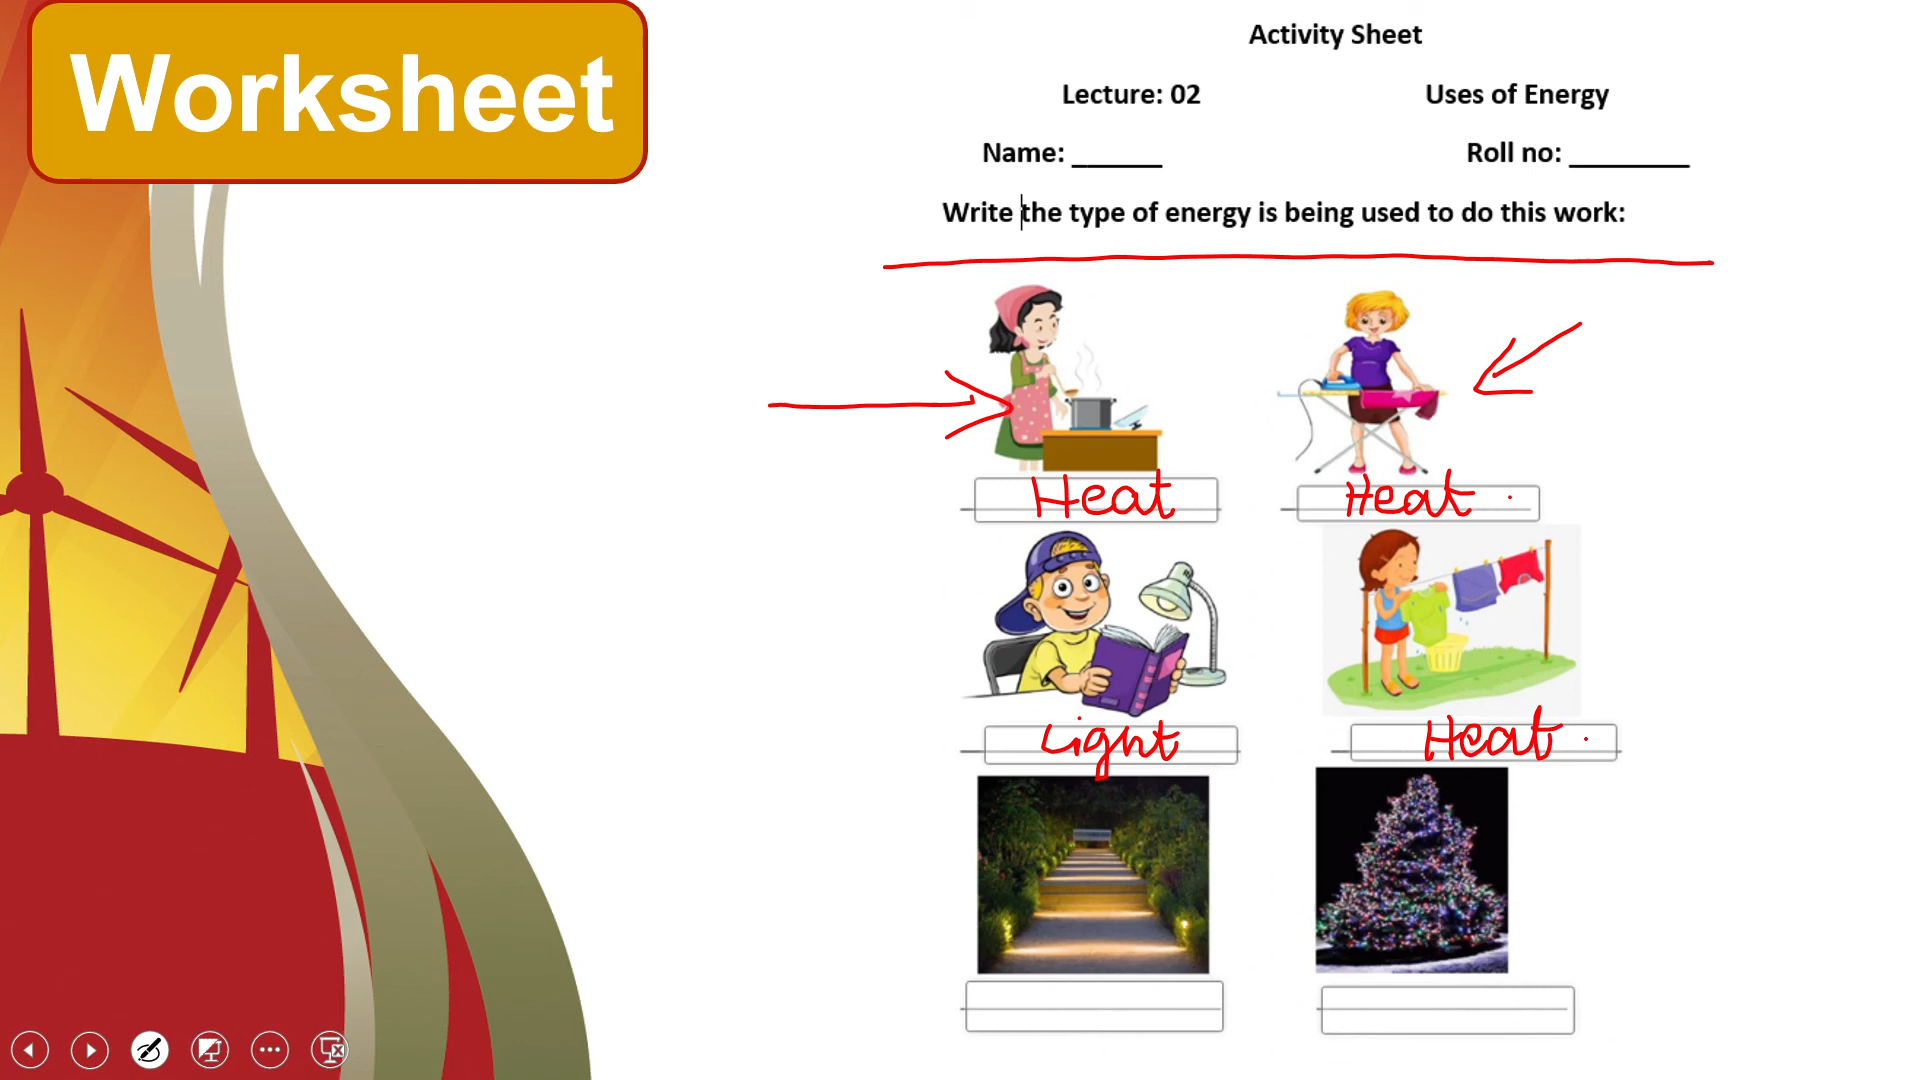 Worksheet
Activity Sheet
Lecture: 02 Uses of Energy
Name: ______ Roll no: ________
Write the type of energy is being used to do this work:
Heat Heat .
Light Heat .